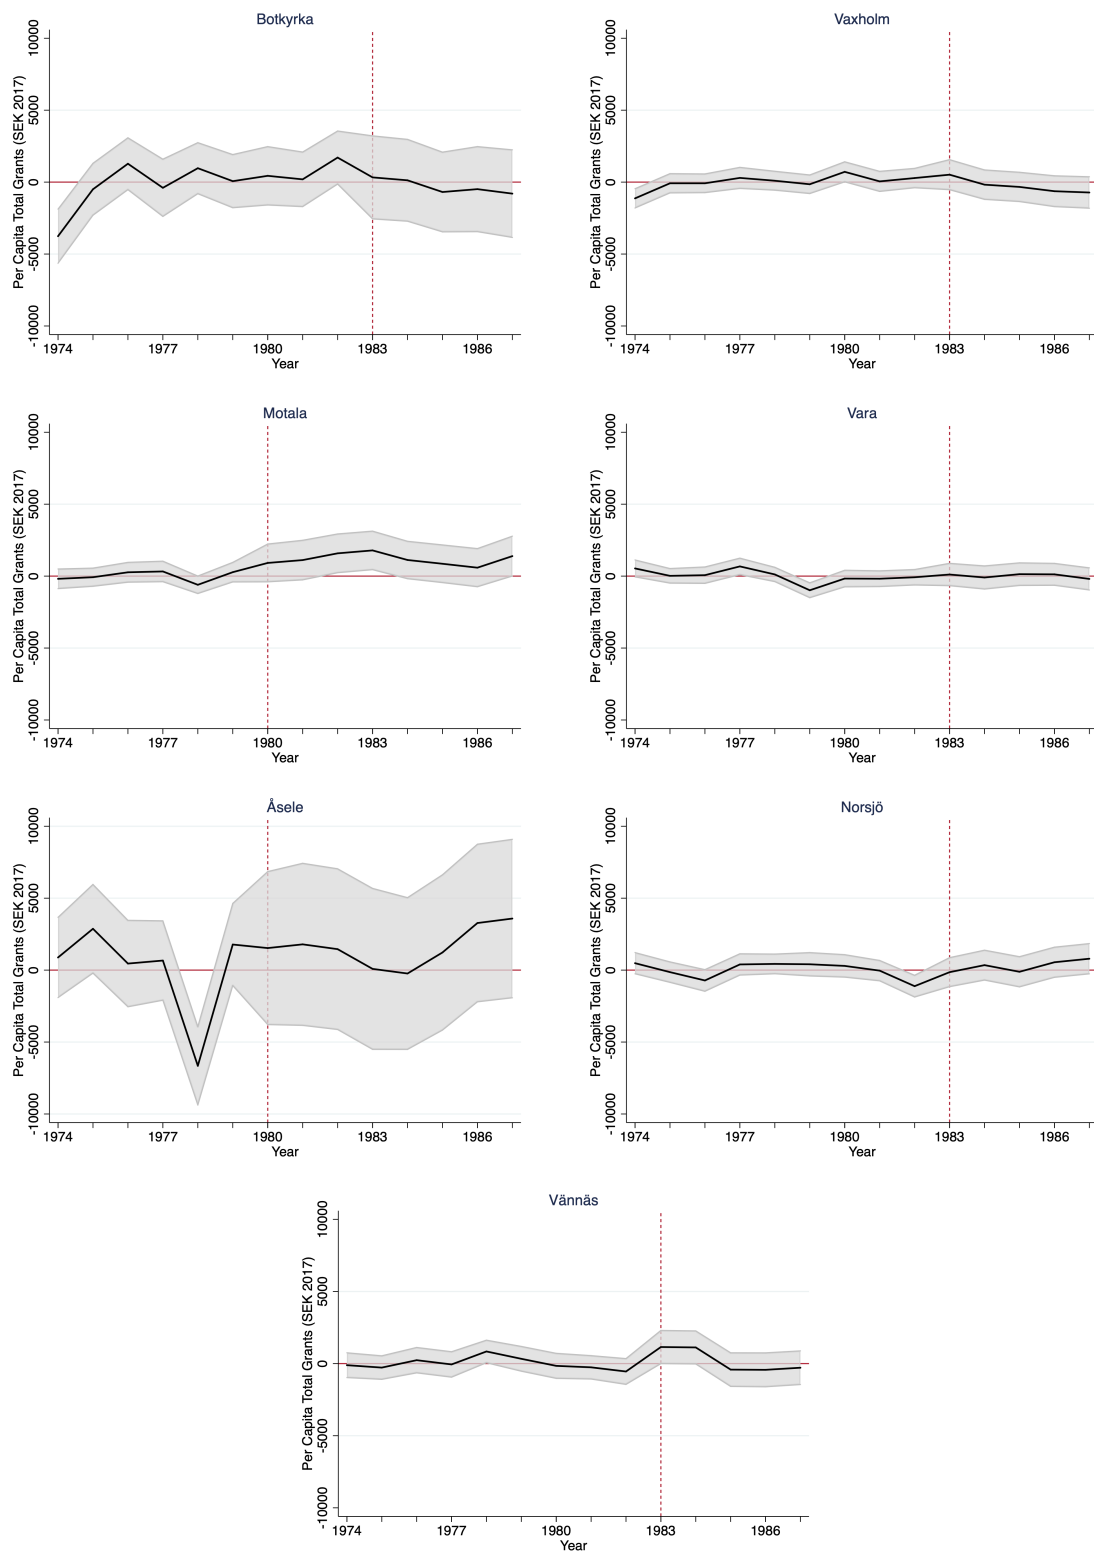 Botkyrka
Per Capita Total Grants (SEK 2017)
10000
5000
0
-5000
-10000
1974 1977 1980 1983 1986
Year
Vaxholm
Per Capita Total Grants (SEK 2017)
10000
5000
0
-5000
-10000
1974 1977 1980 1983 1986
Year
Motala
Per Capita Total Grants (SEK 2017)
10000
5000
0
-5000
-10000
1974 1977 1980 1983 1986
Year
Vara
Per Capita Total Grants (SEK 2017)
10000
5000
0
-5000
-10000
1974 1977 1980 1983 1986
Year
Åsele
Per Capita Total Grants (SEK 2017)
10000
5000
0
-5000
-10000
1974 1977 1980 1983 1986
Year
Norsjö
Per Capita Total Grants (SEK 2017)
10000
5000
0
-5000
-10000
1974 1977 1980 1983 1986
Year
Vännäs
Per Capita Total Grants (SEK 2017)
10000
5000
0
-5000
-10000
1974 1977 1980 1983 1986
Year